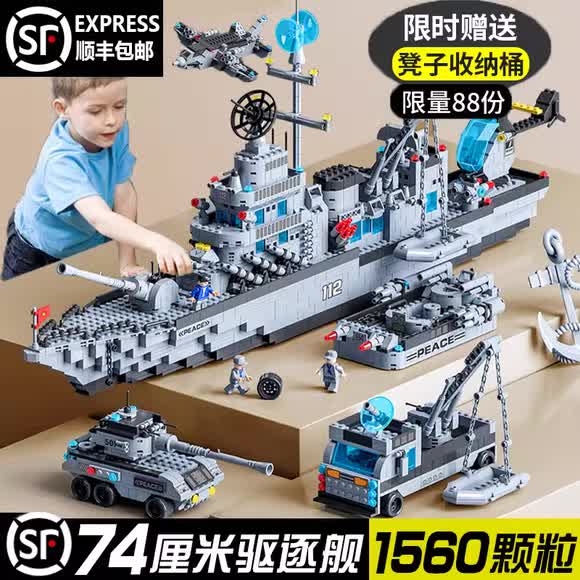 SF EXPRESS
顺丰包邮
限时赠送
凳子收纳桶
限量88份
112
«PEACE»
PEACE
«PEACE»
SF 74厘米驱逐舰 1560颗粒